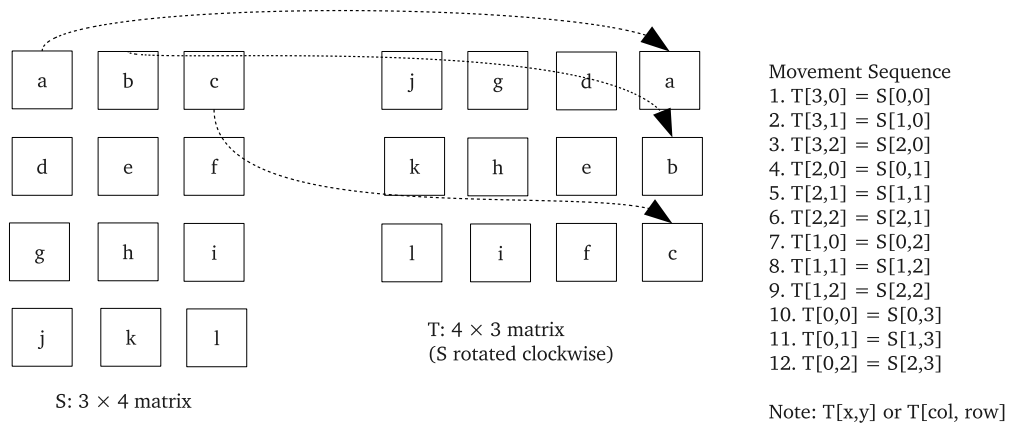 a b c
d e f
g h i
j k l
S: 3 × 4 matrix
j g d a
k h e b
l i f c
T: 4 × 3 matrix
(S rotated clockwise)
Movement Sequence
1. T[3,0] = S[0,0]
2. T[3,1] = S[1,0]
3. T[3,2] = S[2,0]
4. T[2,0] = S[0,1]
5. T[2,1] = S[1,1]
6. T[2,2] = S[2,1]
7. T[1,0] = S[0,2]
8. T[1,1] = S[1,2]
9. T[1,2] = S[2,2]
10. T[0,0] = S[0,3]
11. T[0,1] = S[1,3]
12. T[0,2] = S[2,3]
Note: T[x,y] or T[col, row]